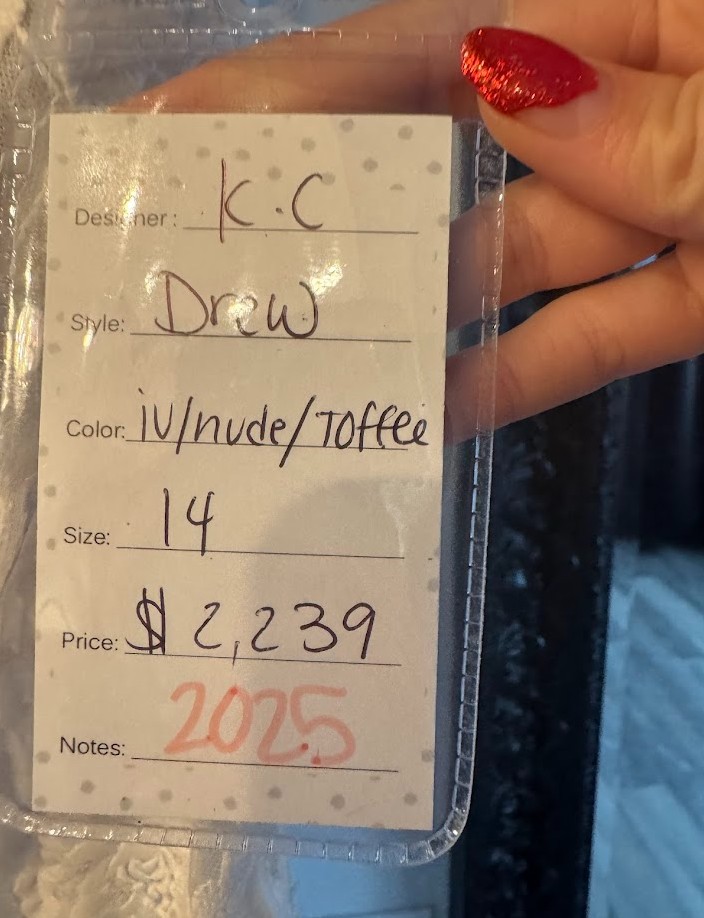 Designer: K.C
Style: Drew
Color: iv/nude/Toffee
Size: 14
Price: $2,239
Notes: 2025